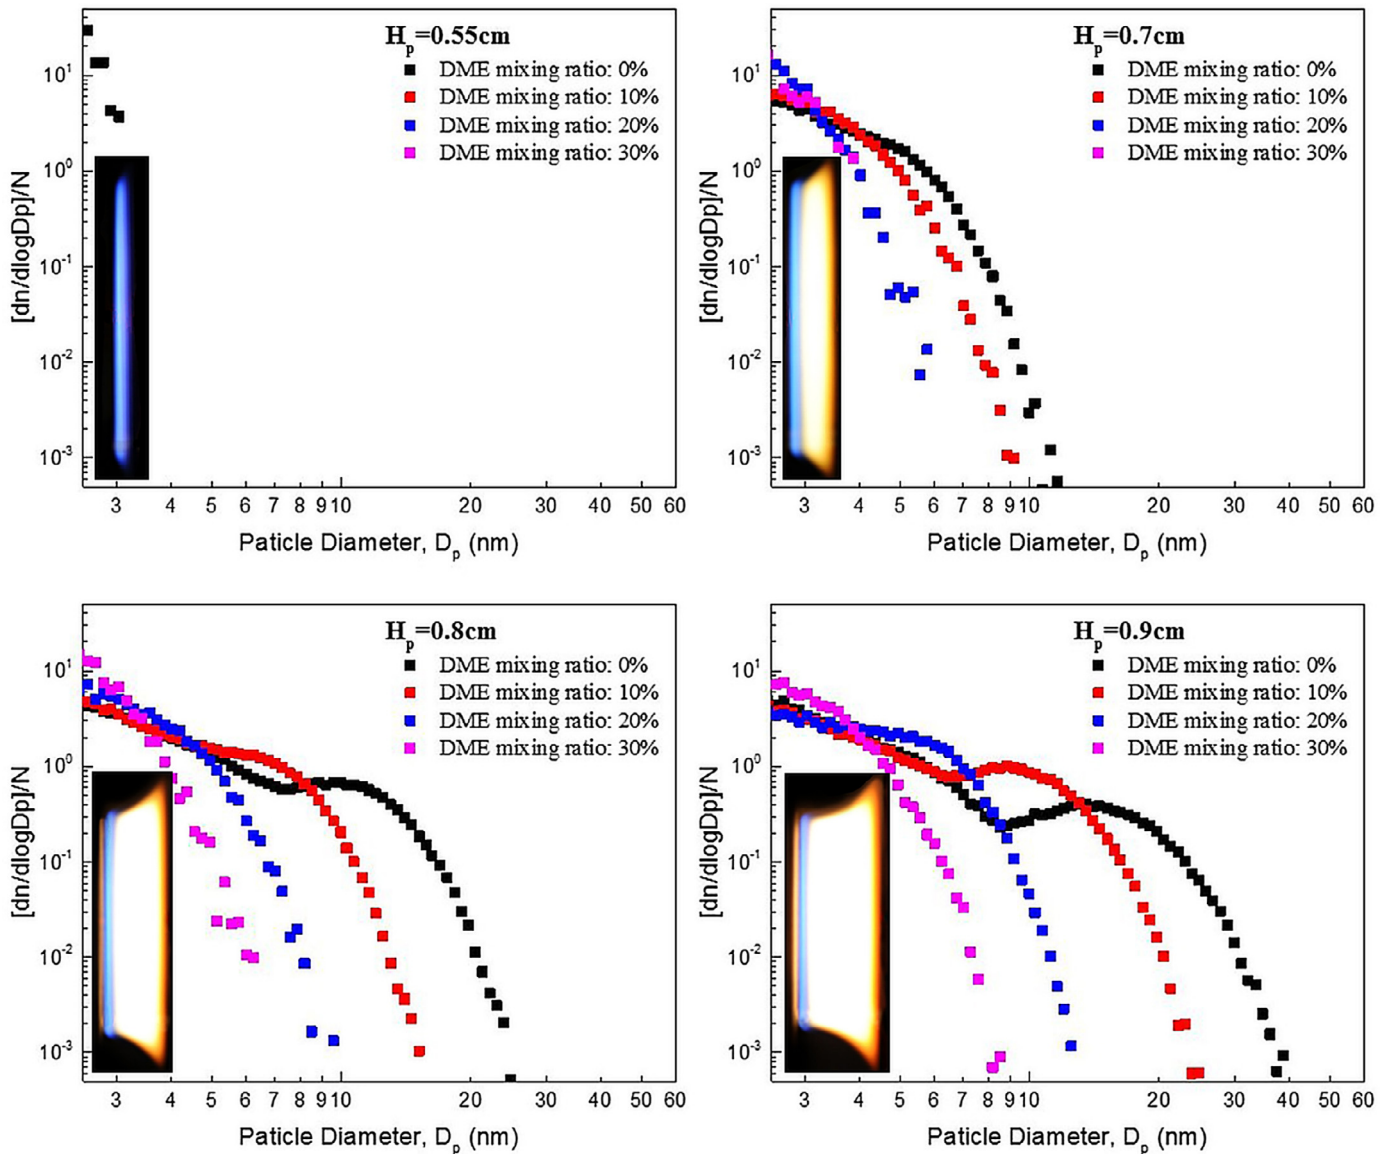 Hp=0.55cm
DME mixing ratio: 0%
DME mixing ratio: 10%
DME mixing ratio: 20%
DME mixing ratio: 30%
[dn/dlogDp]/N
10^1
10^0
10^-1
10^-2
10^-3
3 4 5 6 7 8 9 10 20 30 40 50 60
Paticle Diameter, Dp (nm)
Hp=0.7cm
DME mixing ratio: 0%
DME mixing ratio: 10%
DME mixing ratio: 20%
DME mixing ratio: 30%
[dn/dlogDp]/N
10^1
10^0
10^-1
10^-2
10^-3
3 4 5 6 7 8 9 10 20 30 40 50 60
Paticle Diameter, Dp (nm)
Hp=0.8cm
DME mixing ratio: 0%
DME mixing ratio: 10%
DME mixing ratio: 20%
DME mixing ratio: 30%
[dn/dlogDp]/N
10^1
10^0
10^-1
10^-2
10^-3
3 4 5 6 7 8 9 10 20 30 40 50 60
Paticle Diameter, Dp (nm)
Hp=0.9cm
DME mixing ratio: 0%
DME mixing ratio: 10%
DME mixing ratio: 20%
DME mixing ratio: 30%
[dn/dlogDp]/N
10^1
10^0
10^-1
10^-2
10^-3
3 4 5 6 7 8 9 10 20 30 40 50 60
Paticle Diameter, Dp (nm)